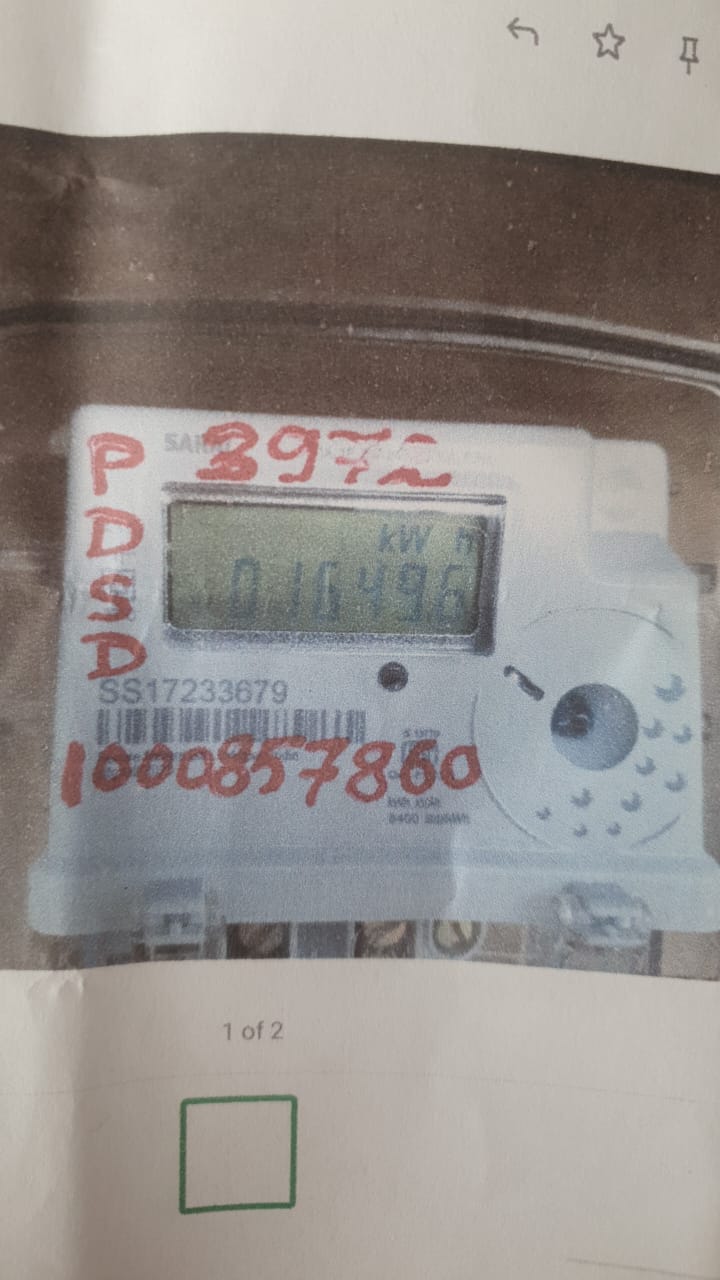 P 3972
D
kW h
016496
S
D
SS17233679
1000857860
1 of 2